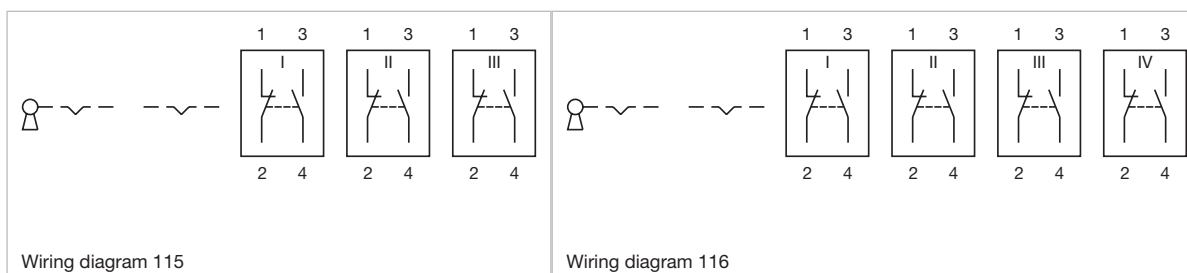 1 3 1 3 1 3
I II III
2 4 2 4 2 4
Wiring diagram 115
1 3 1 3 1 3 1 3
I II III IV
2 4 2 4 2 4 2 4
Wiring diagram 116